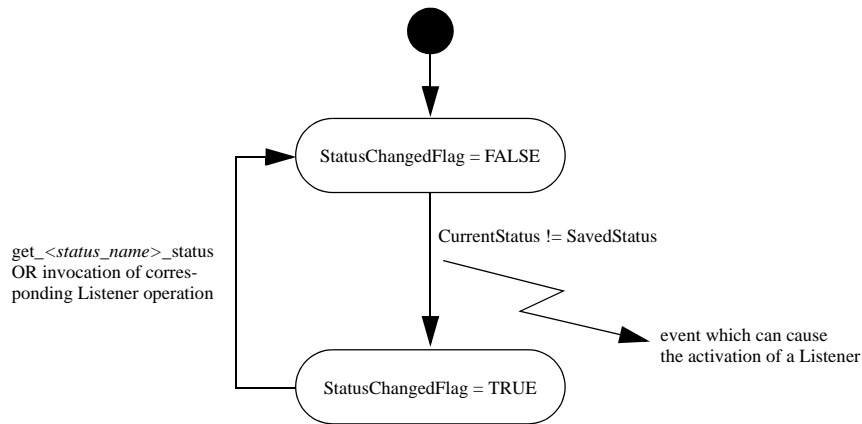 StatusChangedFlag = FALSE
CurrentStatus != SavedStatus
get_<status_name>_status
OR invocation of corres-
ponding Listener operation
event which can cause
the activation of a Listener
StatusChangedFlag = TRUE